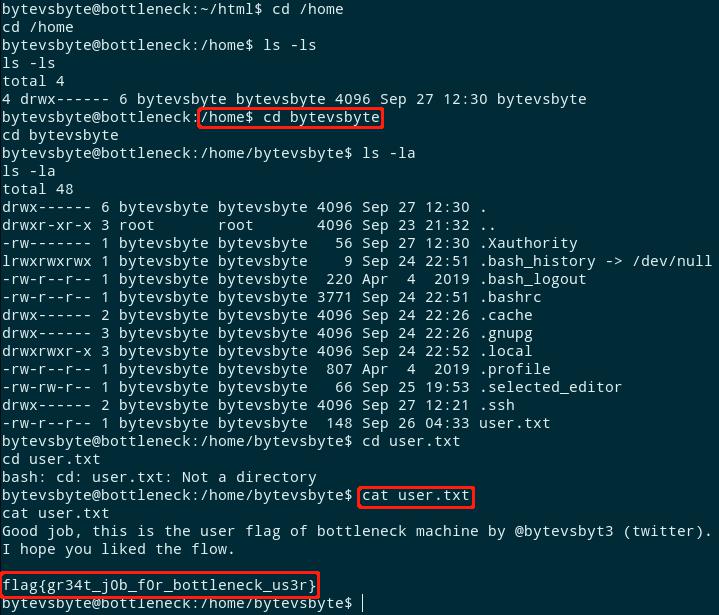 bytevsbyte@bottleneck:~/html$ cd /home
cd /home
bytevsbyte@bottleneck:/home$ ls -ls
ls -ls
total 4
4 drwx------ 6 bytevsbyte bytevsbyte 4096 Sep 27 12:30 bytevsbyte
bytevsbyte@bottleneck:/home$ cd bytevsbyte
cd bytevsbyte
bytevsbyte@bottleneck:/home/bytevsbyte$ ls -la
ls -la
total 48
drwx------ 6 bytevsbyte bytevsbyte 4096 Sep 27 12:30 .
drwxr-xr-x 3 root       root       4096 Sep 23 21:32 ..
-rw------- 1 bytevsbyte bytevsbyte   56 Sep 27 12:30 .Xauthority
lrwxrwxrwx 1 bytevsbyte bytevsbyte    9 Sep 24 22:51 .bash_history -> /dev/null
-rw-r--r-- 1 bytevsbyte bytevsbyte  220 Apr  4  2019 .bash_logout
-rw-r--r-- 1 bytevsbyte bytevsbyte 3771 Sep 24 22:51 .bashrc
drwx------ 2 bytevsbyte bytevsbyte 4096 Sep 24 22:26 .cache
drwx------ 3 bytevsbyte bytevsbyte 4096 Sep 24 22:26 .gnupg
drwxrwxr-x 3 bytevsbyte bytevsbyte 4096 Sep 24 22:52 .local
-rw-r--r-- 1 bytevsbyte bytevsbyte  807 Apr  4  2019 .profile
-rw-rw-r-- 1 bytevsbyte bytevsbyte   66 Sep 25 19:53 .selected_editor
drwx------ 2 bytevsbyte bytevsbyte 4096 Sep 27 12:21 .ssh
-rw-r--r-- 1 bytevsbyte bytevsbyte  148 Sep 26 04:33 user.txt
bytevsbyte@bottleneck:/home/bytevsbyte$ cd user.txt
cd user.txt
bash: cd: user.txt: Not a directory
bytevsbyte@bottleneck:/home/bytevsbyte$ cat user.txt
cat user.txt
Good job, this is the user flag of bottleneck machine by @bytevsbyt3 (twitter).
I hope you liked the flow.
flag{gr34t_j0b_f0r_bottleneck_us3r}
bytevsbyte@bottleneck:/home/bytevsbyte$